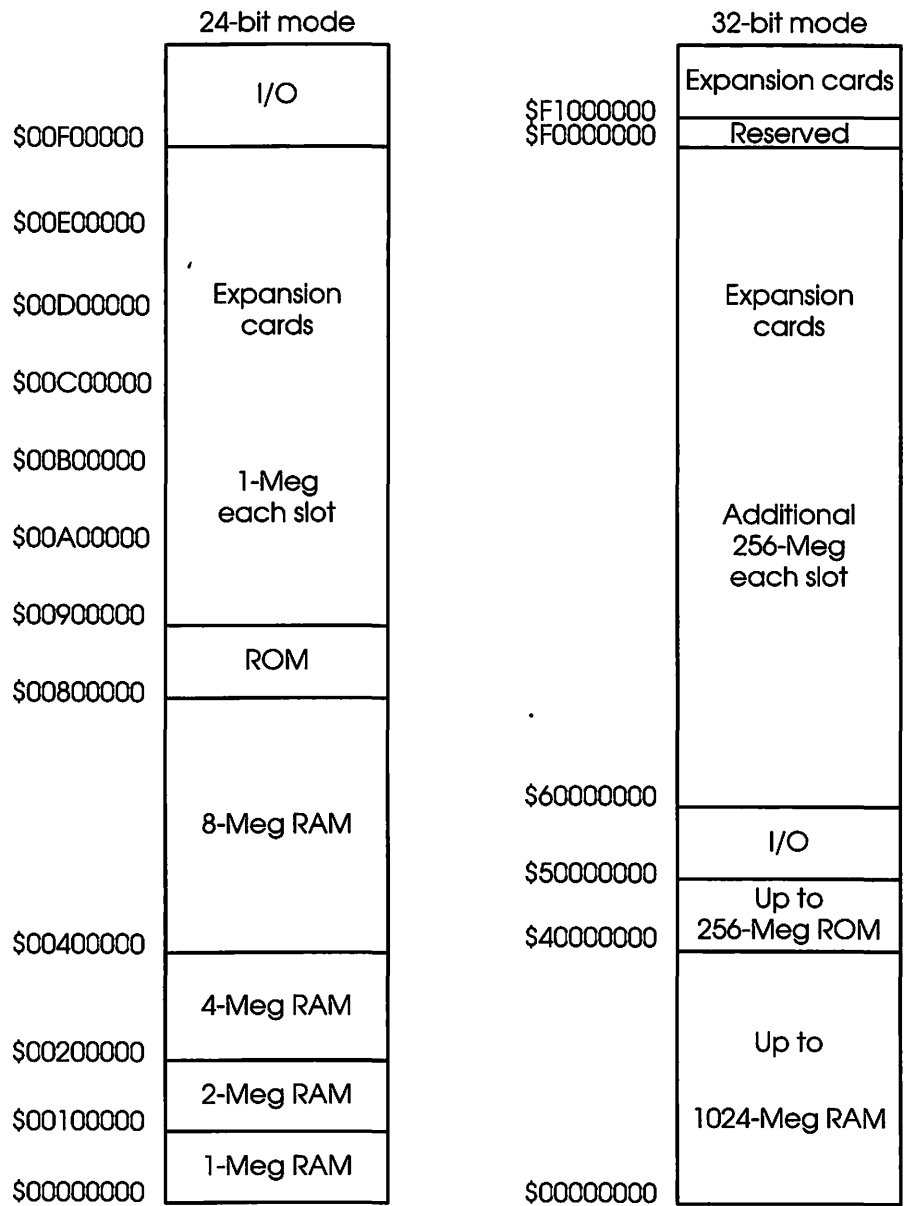 24-bit mode
I/O
$00F00000
$00E00000
Expansion
cards
$00D00000
$00C00000
$00B00000
1-Meg
each slot
$00A00000
$00900000
ROM
$00800000
8-Meg RAM
$00400000
4-Meg RAM
$00200000
2-Meg RAM
$00100000
1-Meg RAM
$00000000
32-bit mode
Expansion cards
$F1000000
$F0000000
Reserved
Expansion
cards
Additional
256-Meg
each slot
$60000000
I/O
$50000000
Up to
256-Meg ROM
$40000000
Up to
1024-Meg RAM
$00000000